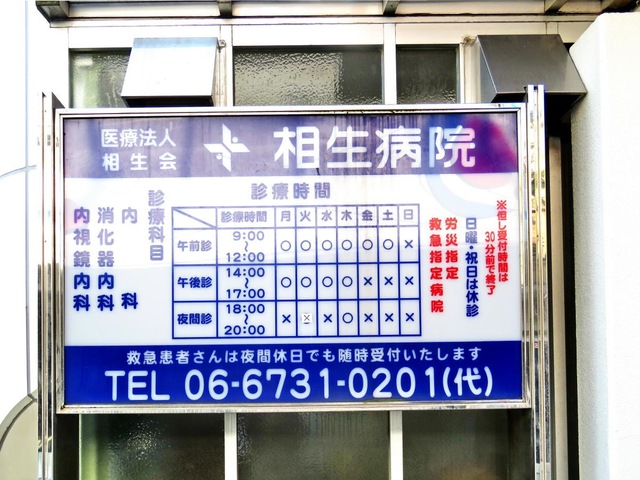 医療法人
相生会
相生病院
診療時間
診療科目
内科
消化器内科
内視鏡内科
診療時間 月 火 水 木 金 土 日
午前診 9:00〜12:00 ○ ○ ○ ○ ○ ○ ×
午後診 14:00〜17:00 ○ ○ ○ ○ × × ×
夜間診 18:00〜20:00 × × × ○ × × ×
※但し受付時間は
30分前で終了
日曜・祝日は休診
労災指定
救急指定病院
救急患者さんは夜間休日でも随時受付いたします
TEL 06-6731-0201(代)